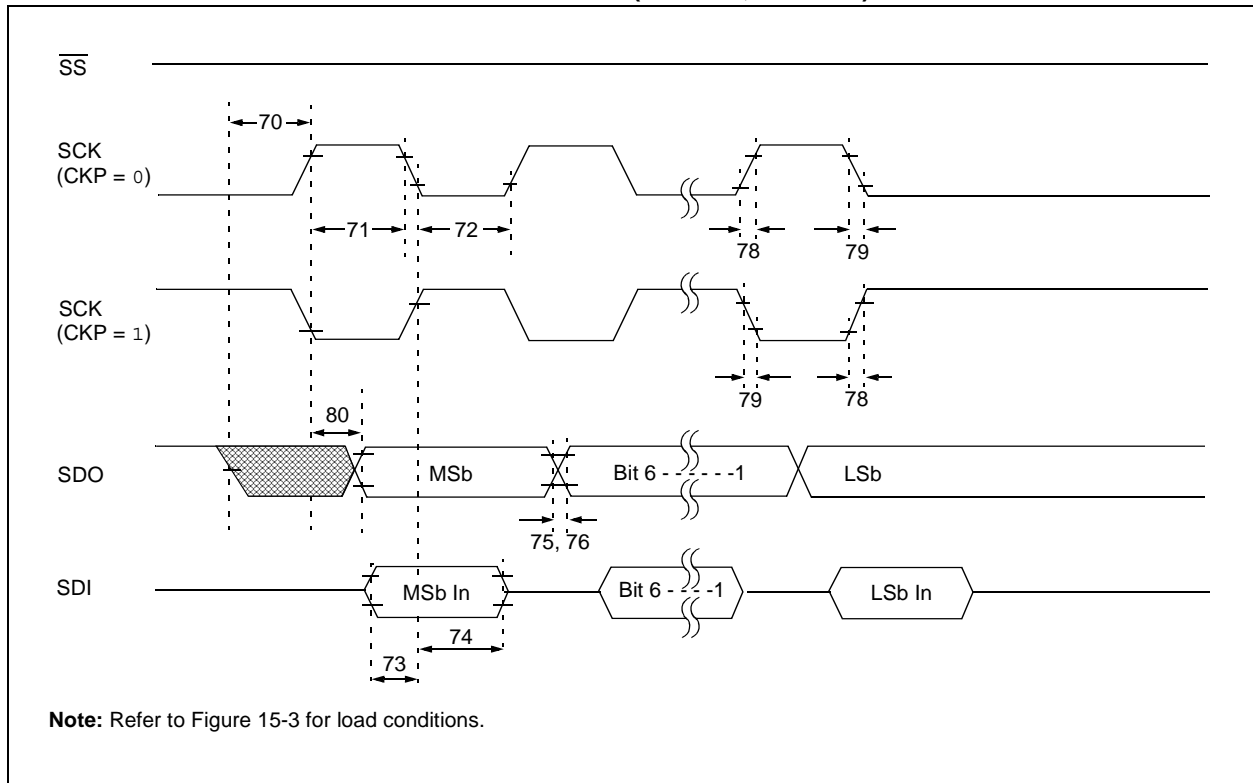 SS
70
SCK
(CKP = 0)
71
72
78
79
SCK
(CKP = 1)
79
78
80
SDO
MSb
Bit 6 - - - - - -1
LSb
75, 76
SDI
MSb In
Bit 6 - - - -1
LSb In
74
73
Note: Refer to Figure 15-3 for load conditions.